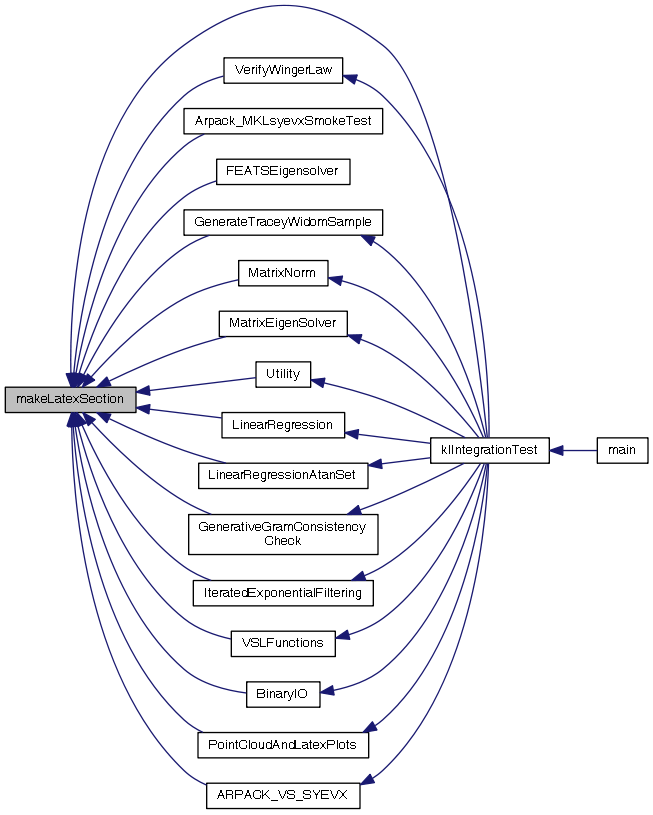 VerifyWingerLaw
Arpack_MKLsyevxSmokeTest
FEATSEigensolver
GenerateTraceyWidomSample
MatrixNorm
MatrixEigenSolver
Utility
makeLatexSection
LinearRegression
klIntegrationTest
main
LinearRegressionAtanSet
GenerativeGramConsistency
Check
IteratedExponentialFiltering
VSLFunctions
BinaryIO
PointCloudAndLatexPlots
ARPACK_VS_SYEVX